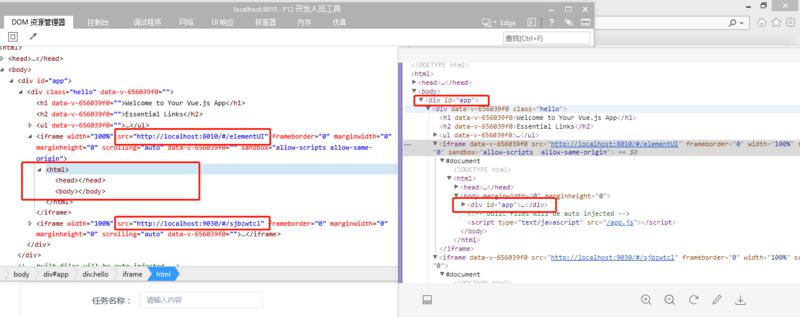 localhost:8010 - F12 开发人员工具
DOM 资源管理器 控制台 调试程序 网络 UI 响应 探查器 内存 仿真 Edge
查找(Ctrl+F)
<html>
<head>...</head>
<body>
<div id="app">
<div class="hello" data-v-656039f0="">
<h1 data-v-656039f0="">Welcome to Your Vue.js App</h1>
<h2 data-v-656039f0="">Essential Links</h2>
<ul data-v-656039f0="">...</ul>
<iframe width="100%" src="http://localhost:8010/#/elementUI" frameborder="0" marginwidth="0"
marginheight="0" scrolling="auto" data-v-656039f0="" sandbox="allow-scripts allow-same-
origin">
<html>
<head></head>
<body></body>
</html>
</iframe>
<iframe width="100%" src="http://localhost:9030/#/sjbzwtcl" frameborder="0" marginwidth="0"
marginheight="0" scrolling="auto" data-v-656039f0="">...</iframe>
</div>
</div>
body div#app div.hello iframe html
任务名称： 请输入内容
<!DOCTYPE html>
<html>
<head>...</head>
<body>
<div id="app">
<div data-v-656039f0 class="hello">
<h1 data-v-656039f0>Welcome to Your Vue.js App</h1>
<h2 data-v-656039f0>Essential Links</h2>
<ul data-v-656039f0>...</ul>
<iframe data-v-656039f0 src="http://localhost:8010/#/elementUI" frameborder="0" width="100%"
"0" sandbox="allow-scripts allow-same-origin"> == $0
#document
<!DOCTYPE html>
<html>
<head>...</head>
<body marginwidth="0" marginheight="0">
<div id="app">...</div>
<!-- built files will be auto injected -->
<script type="text/javascript" src="/app.js"></script>
</body>
</html>
</iframe>
<iframe data-v-656039f0 src="http://localhost:9030/#/sjbzwtcl" frameborder="0" width="100%"
"0">
#document
<!DOCTYPE html>